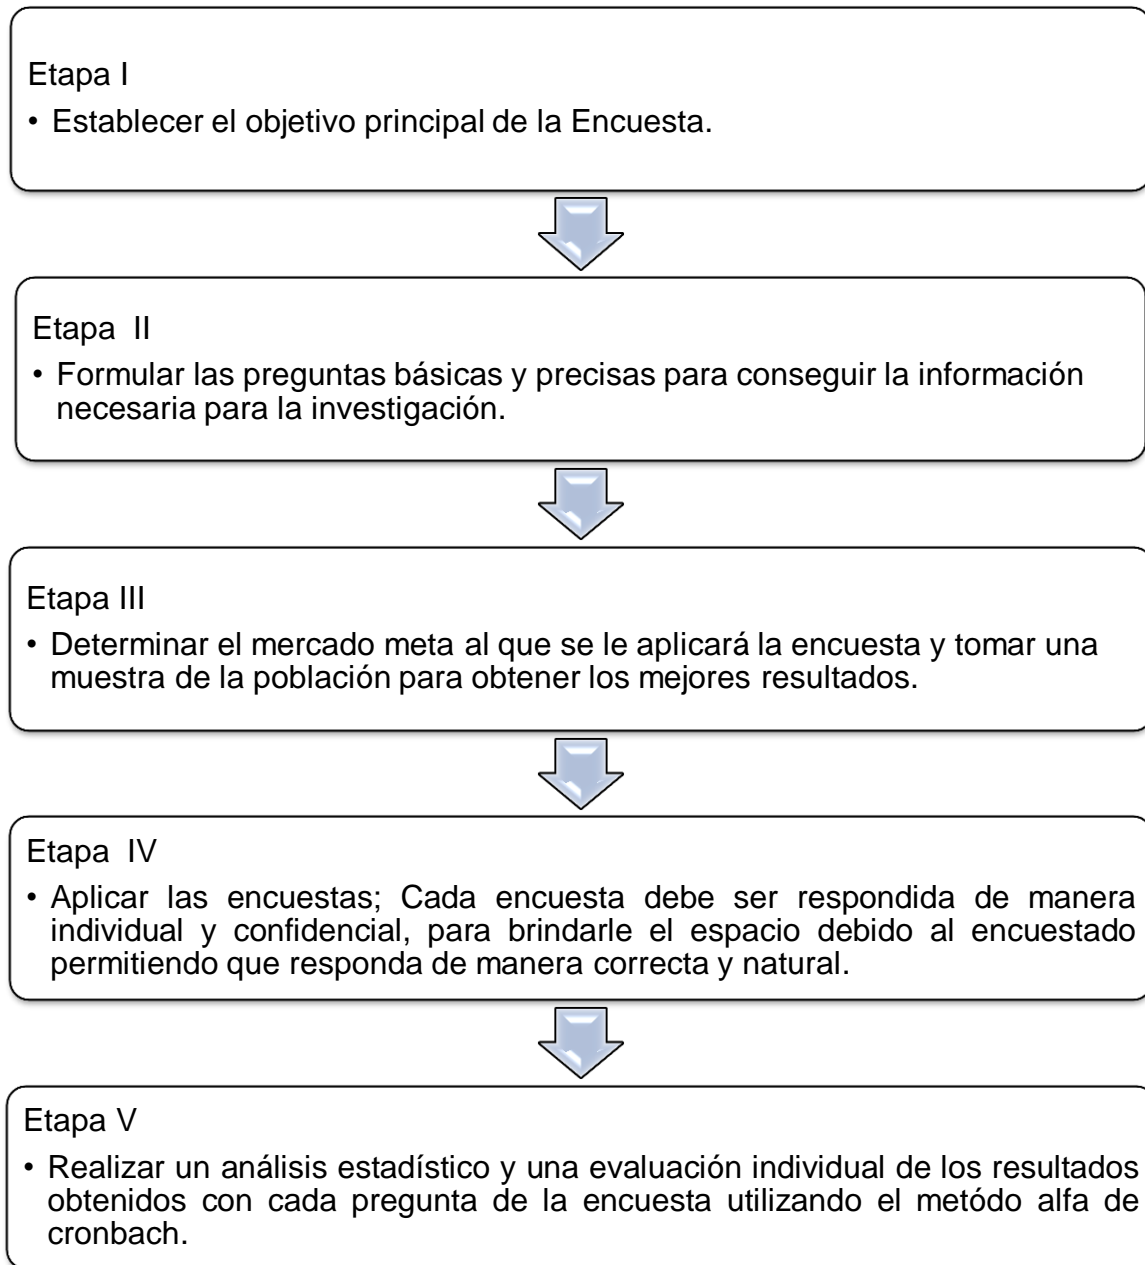 Etapa I
• Establecer el objetivo principal de la Encuesta.
Etapa II
• Formular las preguntas básicas y precisas para conseguir la información
necesaria para la investigación.
Etapa III
• Determinar el mercado meta al que se le aplicará la encuesta y tomar una
muestra de la población para obtener los mejores resultados.
Etapa IV
• Aplicar las encuestas; Cada encuesta debe ser respondida de manera
individual y confidencial, para brindarle el espacio debido al encuestado
permitiendo que responda de manera correcta y natural.
Etapa V
• Realizar un análisis estadístico y una evaluación individual de los resultados
obtenidos con cada pregunta de la encuesta utilizando el metódo alfa de
cronbach.